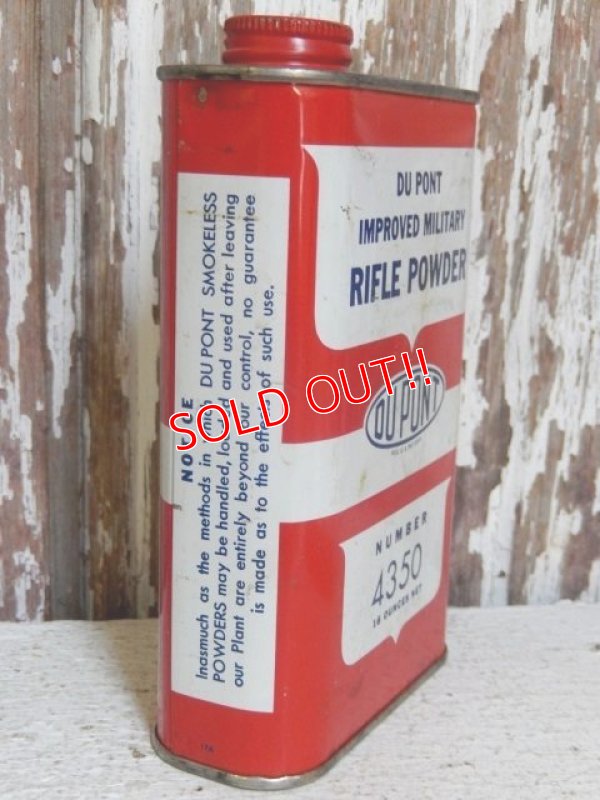 DU PONT
IMPROVED MILITARY
RIFLE POWDER
DU PONT
NUMBER
4350
16 OUNCES NET
NOTICE
Inasmuch as the methods in which DU PONT SMOKELESS
POWDERS may be handled, loaded and used after leaving
our Plant are entirely beyond our control, no guarantee
is made as to the effects of such use.
SOLD OUT!!